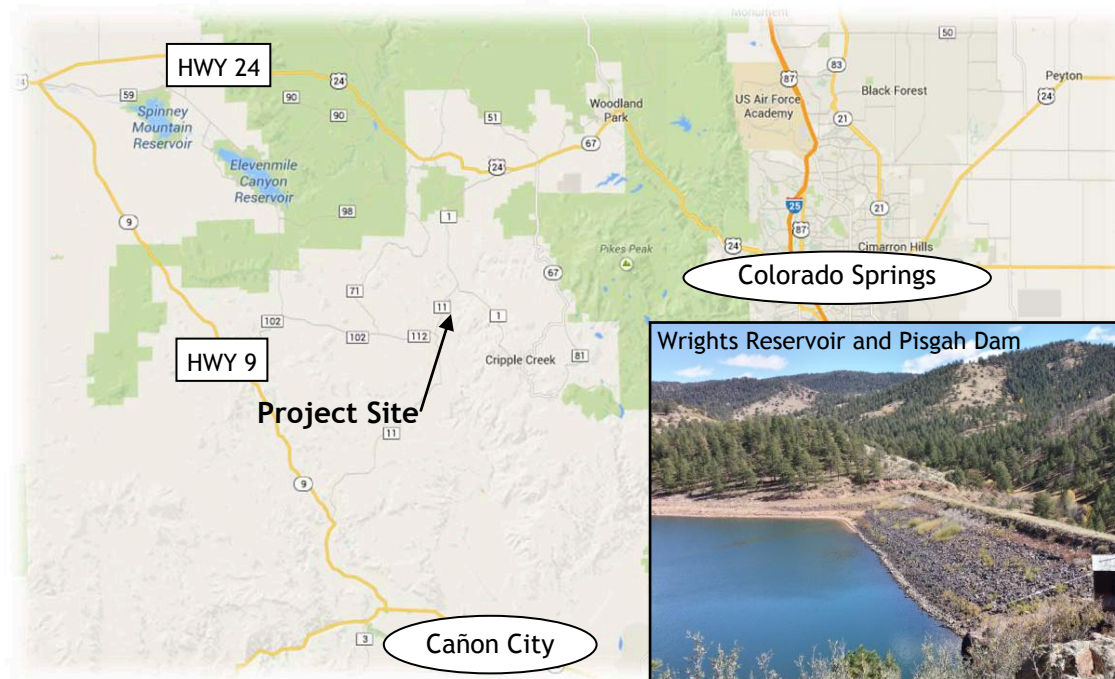 Monument
50
HWY 24
24
87
83
Peyton
59
24
90
Black Forest
24
Spinney
Mountain
Reservoir
Woodland
Park
US Air Force
Academy
90
51
21
67
Elevenmile
Canyon
Reservoir
24
98
1
25
21
9
87
Pikes Peak
24
Cimarron Hills
67
Colorado Springs
71
11
1
102
102
112
Wrights Reservoir and Pisgah Dam
HWY 9
Cripple Creek
81
Project Site
11
9
3
Cañon City